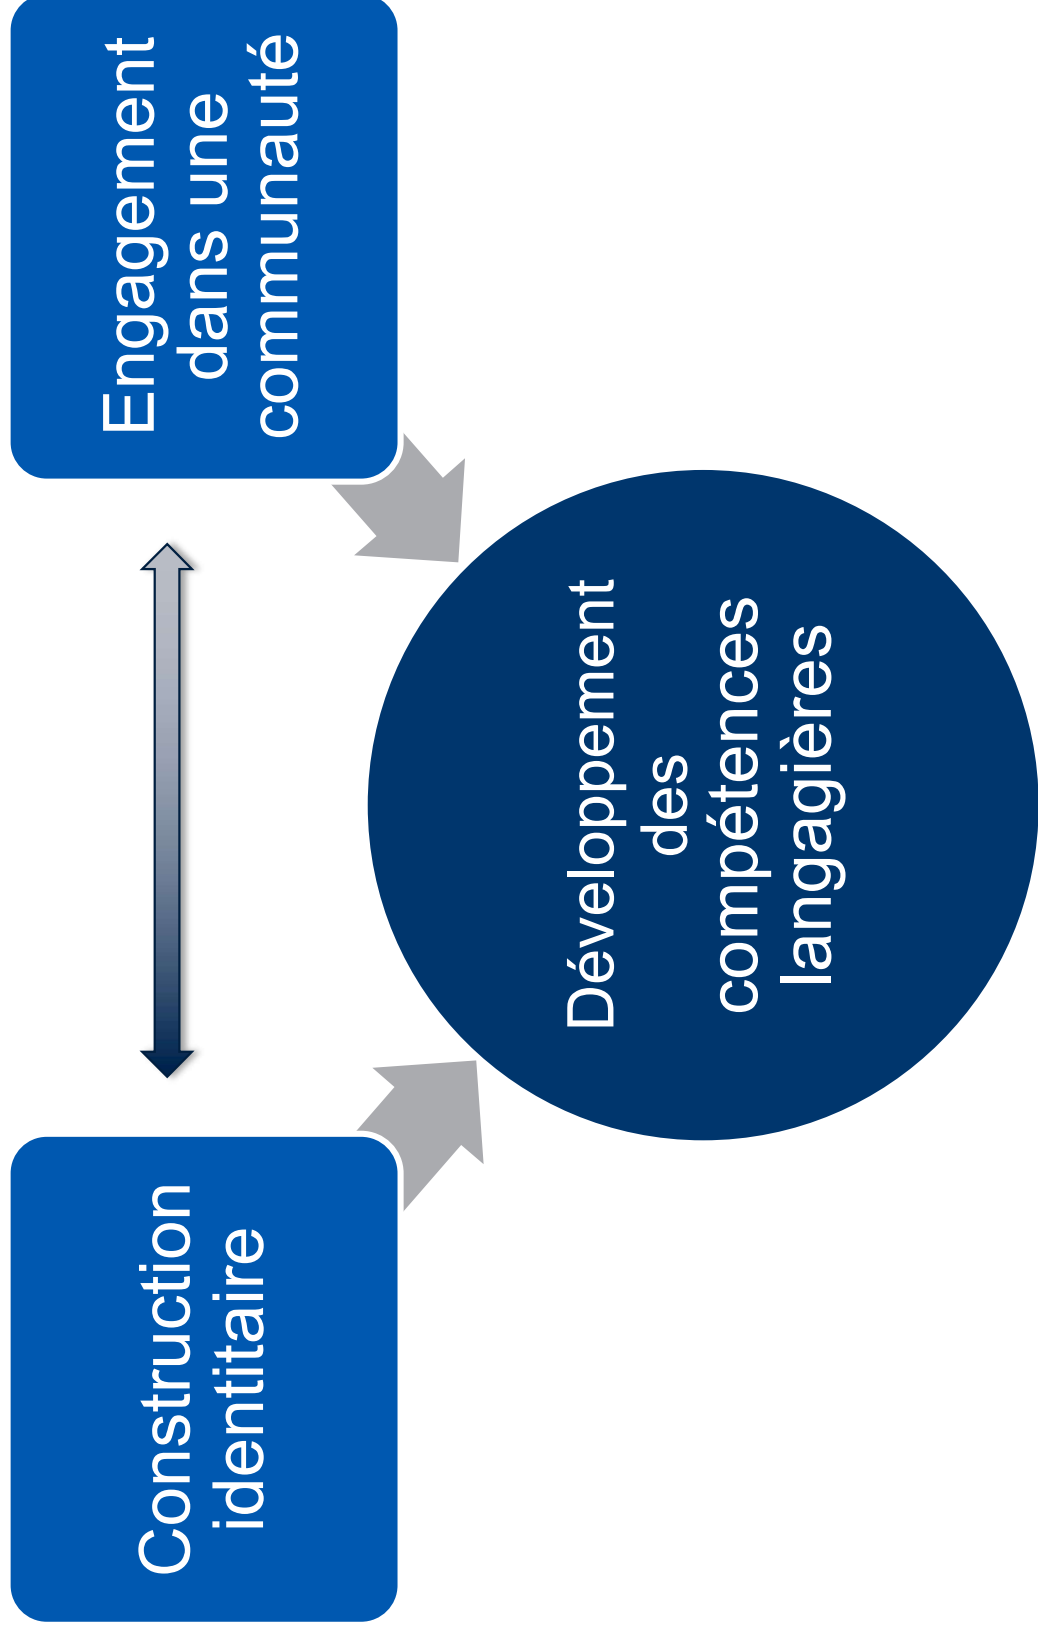 Construction
identitaire
Engagement
dans une
communauté
Développement
des
compétences
langagières